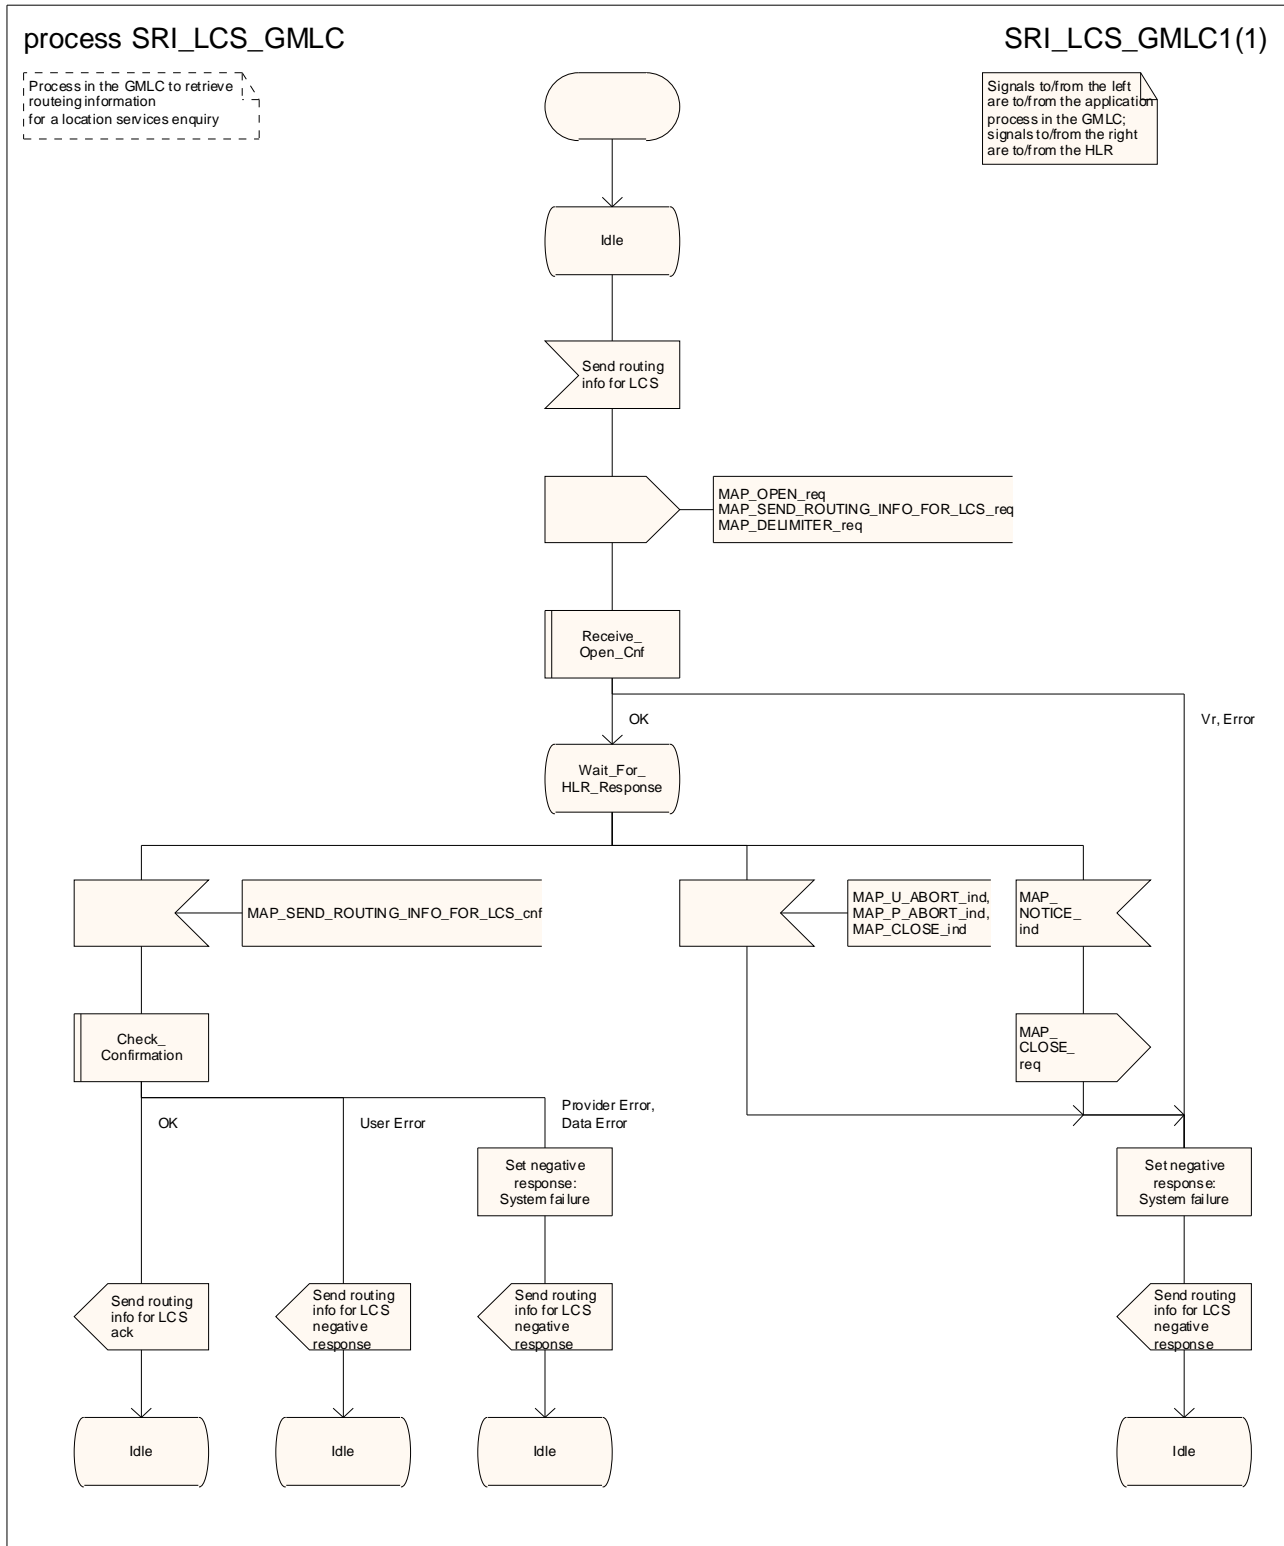 process SRI_LCS_GMLC
SRI_LCS_GMLC1(1)
Process in the GMLC to retrieve
routeing information
for a location services enquiry
Signals to/from the left
are to/from the application
process in the GMLC;
signals to/from the right
are to/from the HLR
Idle
Send routing
info for LCS
MAP_OPEN_req
MAP_SEND_ROUTING_INFO_FOR_LCS_req
MAP_DELIMITER_req
Receive_
Open_Cnf
OK
Vr, Error
Wait_For_
HLR_Response
MAP_SEND_ROUTING_INFO_FOR_LCS_cnf
MAP_U_ABORT_ind,
MAP_P_ABORT_ind,
MAP_CLOSE_ind
MAP_
NOTICE_
ind
Check_
Confirmation
MAP_
CLOSE_
req
OK
User Error
Provider Error,
Data Error
Set negative
response:
System failure
Set negative
response:
System failure
Send routing
info for LCS
ack
Send routing
info for LCS
negative
response
Send routing
info for LCS
negative
response
Send routing
info for LCS
negative
response
Idle
Idle
Idle
Idle